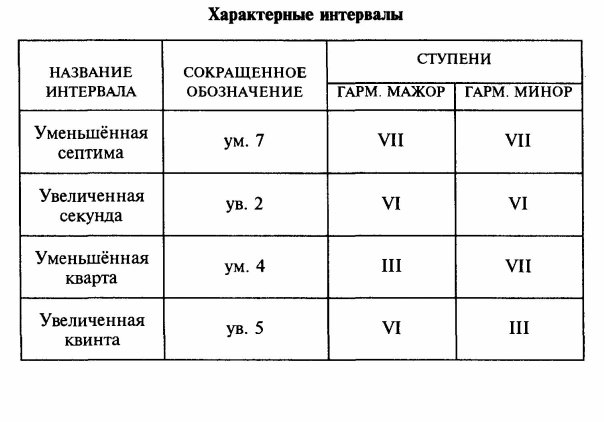 Характерные интервалы
НАЗВАНИЕ ИНТЕРВАЛА | СОКРАЩЕННОЕ ОБОЗНАЧЕНИЕ | СТУПЕНИ
ГАРМ. МАЖОР | ГАРМ. МИНОР
Уменьшённая септима | ум. 7 | VII | VII
Увеличенная секунда | ув. 2 | VI | VI
Уменьшённая кварта | ум. 4 | III | VII
Увеличенная квинта | ув. 5 | VI | III